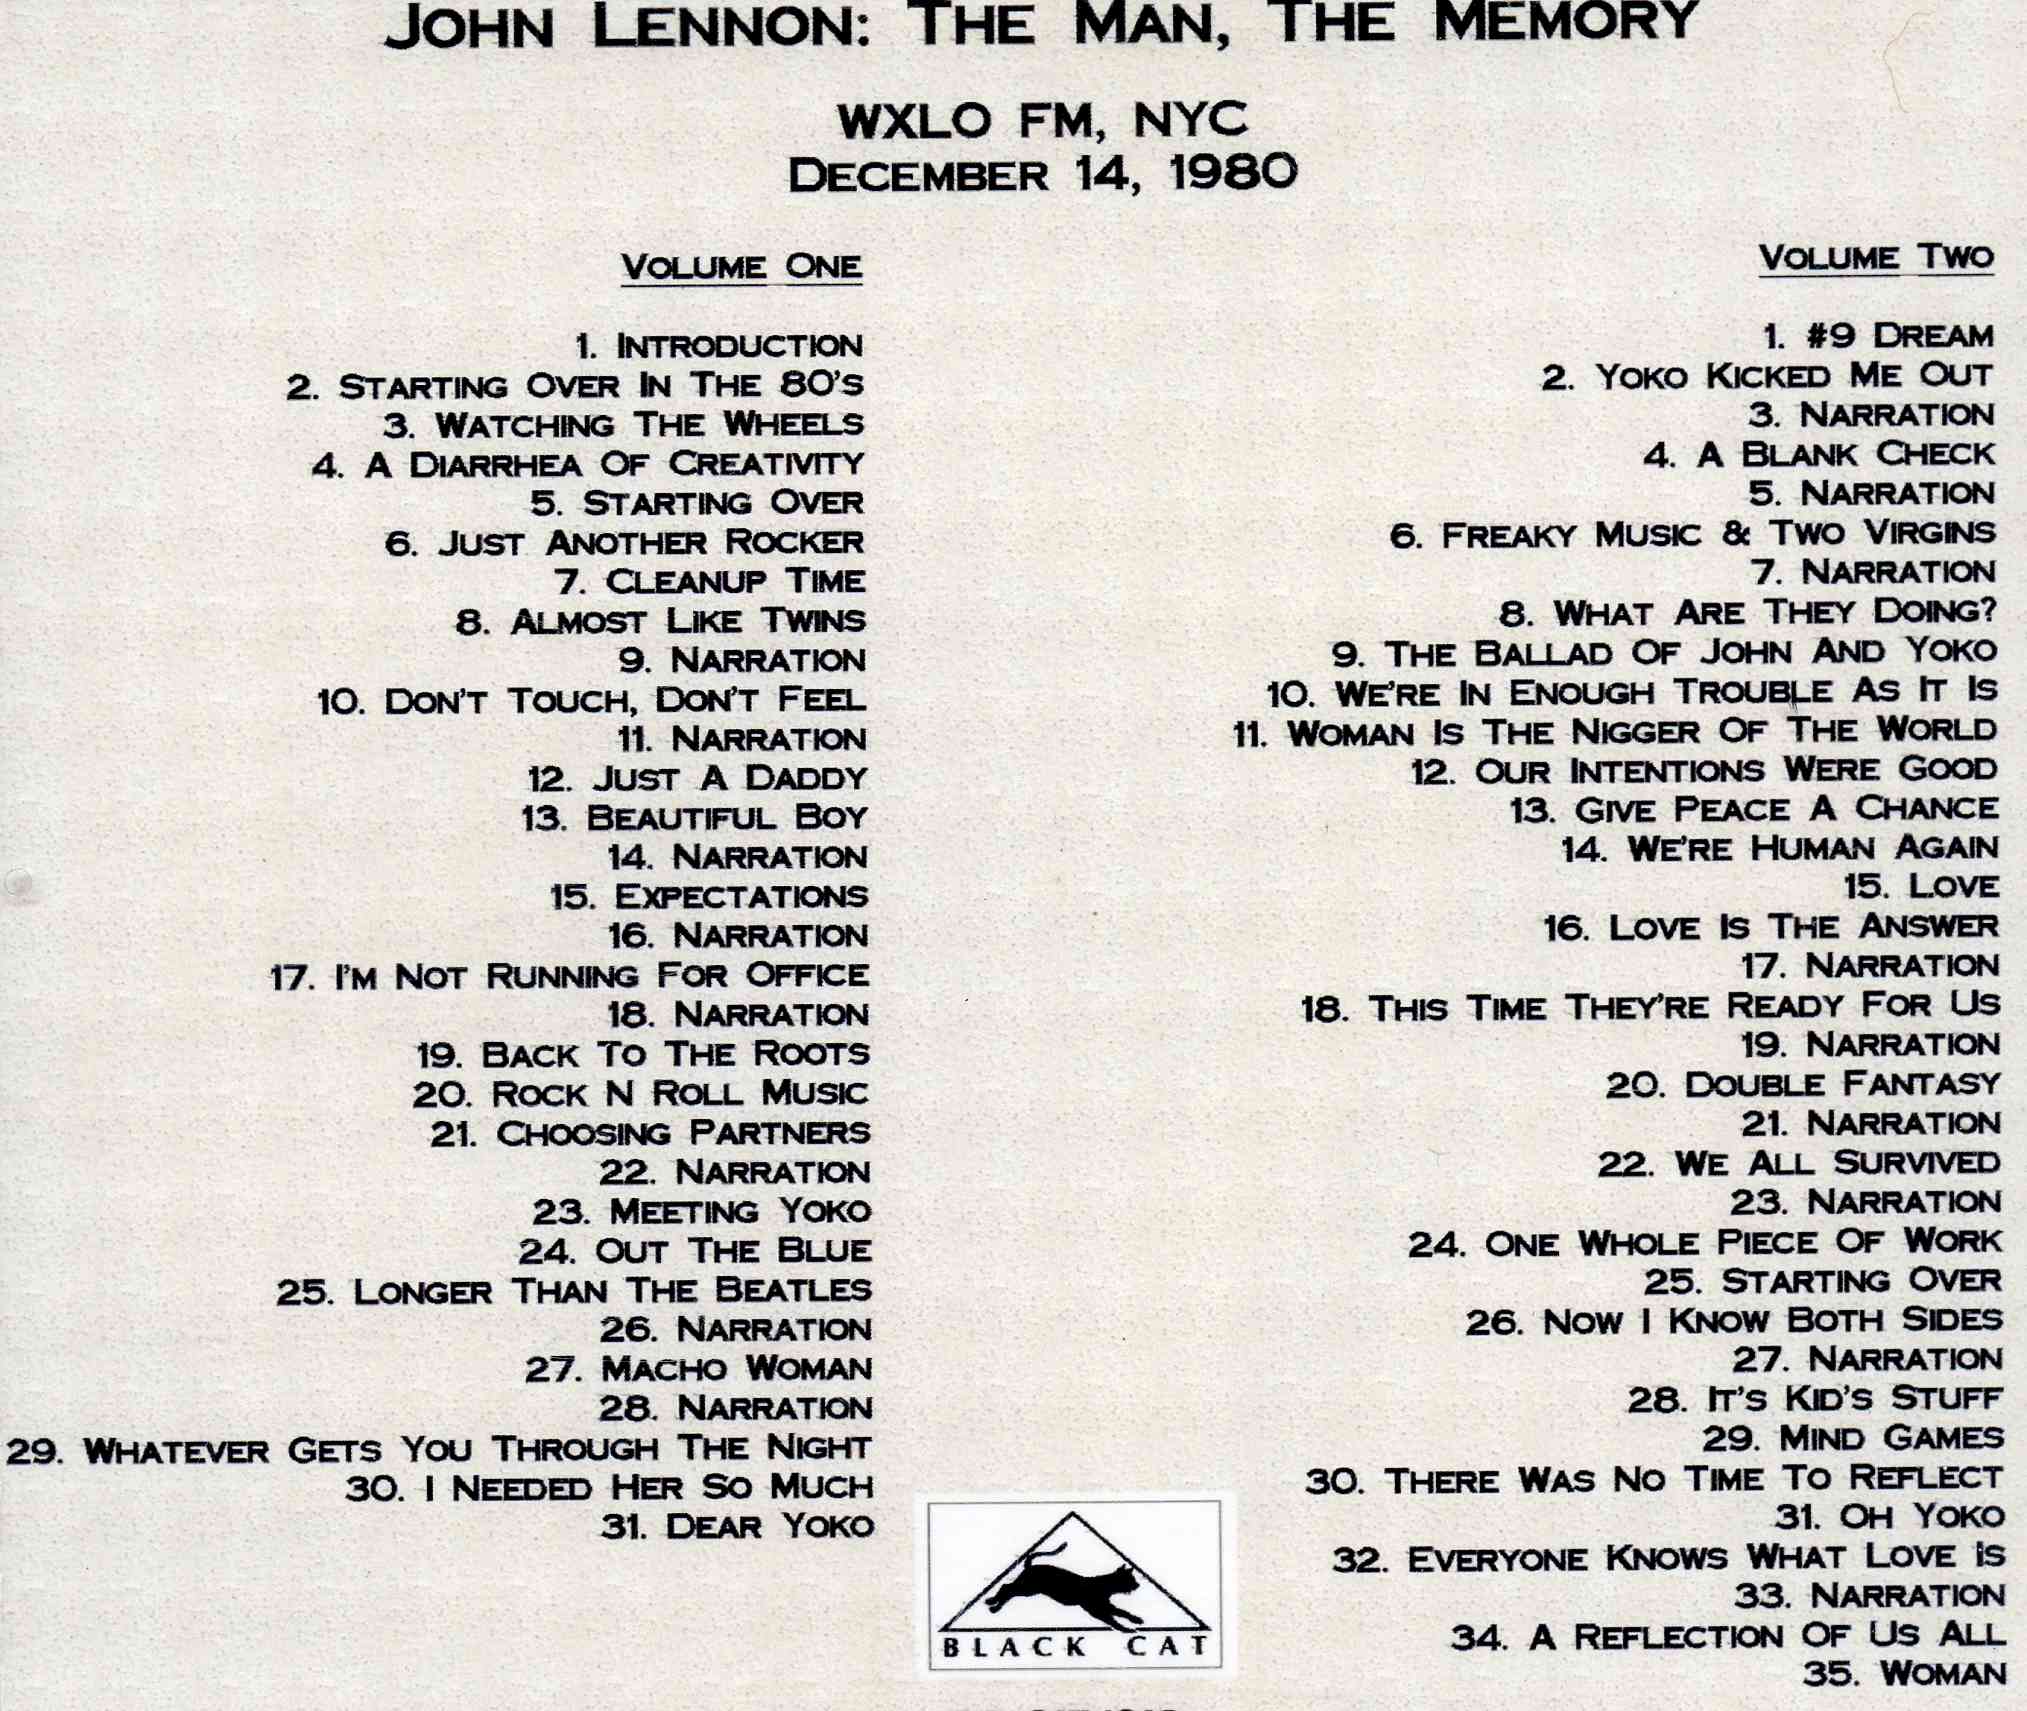 JOHN LENNON: THE MAN, THE MEMORY
WXLO FM, NYC
DECEMBER 14, 1980
VOLUME ONE
1. INTRODUCTION
2. STARTING OVER IN THE 80'S
3. WATCHING THE WHEELS
4. A DIARRHEA OF CREATIVITY
5. STARTING OVER
6. JUST ANOTHER ROCKER
7. CLEANUP TIME
8. ALMOST LIKE TWINS
9. NARRATION
10. DON'T TOUCH, DON'T FEEL
11. NARRATION
12. JUST A DADDY
13. BEAUTIFUL BOY
14. NARRATION
15. EXPECTATIONS
16. NARRATION
17. I'M NOT RUNNING FOR OFFICE
18. NARRATION
19. BACK TO THE ROOTS
20. ROCK N ROLL MUSIC
21. CHOOSING PARTNERS
22. NARRATION
23. MEETING YOKO
24. OUT THE BLUE
25. LONGER THAN THE BEATLES
26. NARRATION
27. MACHO WOMAN
28. NARRATION
29. WHATEVER GETS YOU THROUGH THE NIGHT
30. I NEEDED HER SO MUCH
31. DEAR YOKO
VOLUME TWO
1. #9 DREAM
2. YOKO KICKED ME OUT
3. NARRATION
4. A BLANK CHECK
5. NARRATION
6. FREAKY MUSIC & TWO VIRGINS
7. NARRATION
8. WHAT ARE THEY DOING?
9. THE BALLAD OF JOHN AND YOKO
10. WE'RE IN ENOUGH TROUBLE AS IT IS
11. WOMAN IS THE NIGGER OF THE WORLD
12. OUR INTENTIONS WERE GOOD
13. GIVE PEACE A CHANCE
14. WE'RE HUMAN AGAIN
15. LOVE
16. LOVE IS THE ANSWER
17. NARRATION
18. THIS TIME THEY'RE READY FOR US
19. NARRATION
20. DOUBLE FANTASY
21. NARRATION
22. WE ALL SURVIVED
23. NARRATION
24. ONE WHOLE PIECE OF WORK
25. STARTING OVER
26. NOW I KNOW BOTH SIDES
27. NARRATION
28. IT'S KID'S STUFF
29. MIND GAMES
30. THERE WAS NO TIME TO REFLECT
31. OH YOKO
32. EVERYONE KNOWS WHAT LOVE IS
33. NARRATION
34. A REFLECTION OF US ALL
35. WOMAN
BLACK CAT